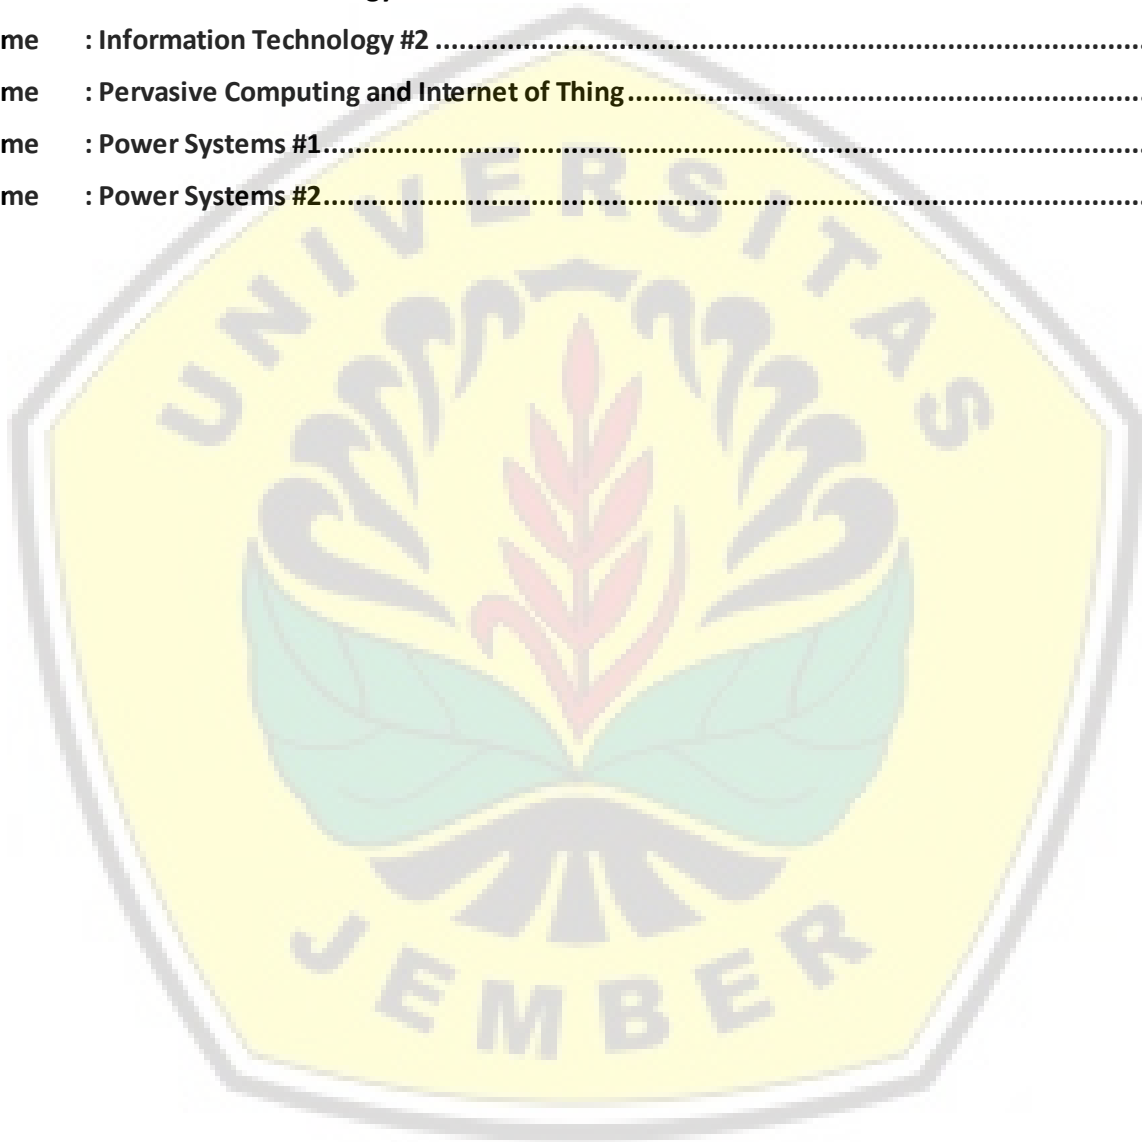 me : Information Technology #2 ................................................................................
me : Pervasive Computing and Internet of Thing ................................................................
me : Power Systems #1 ..............................................................................................
me : Power Systems #2 ..............................................................................................
UNIVERSITAS
JEMBER